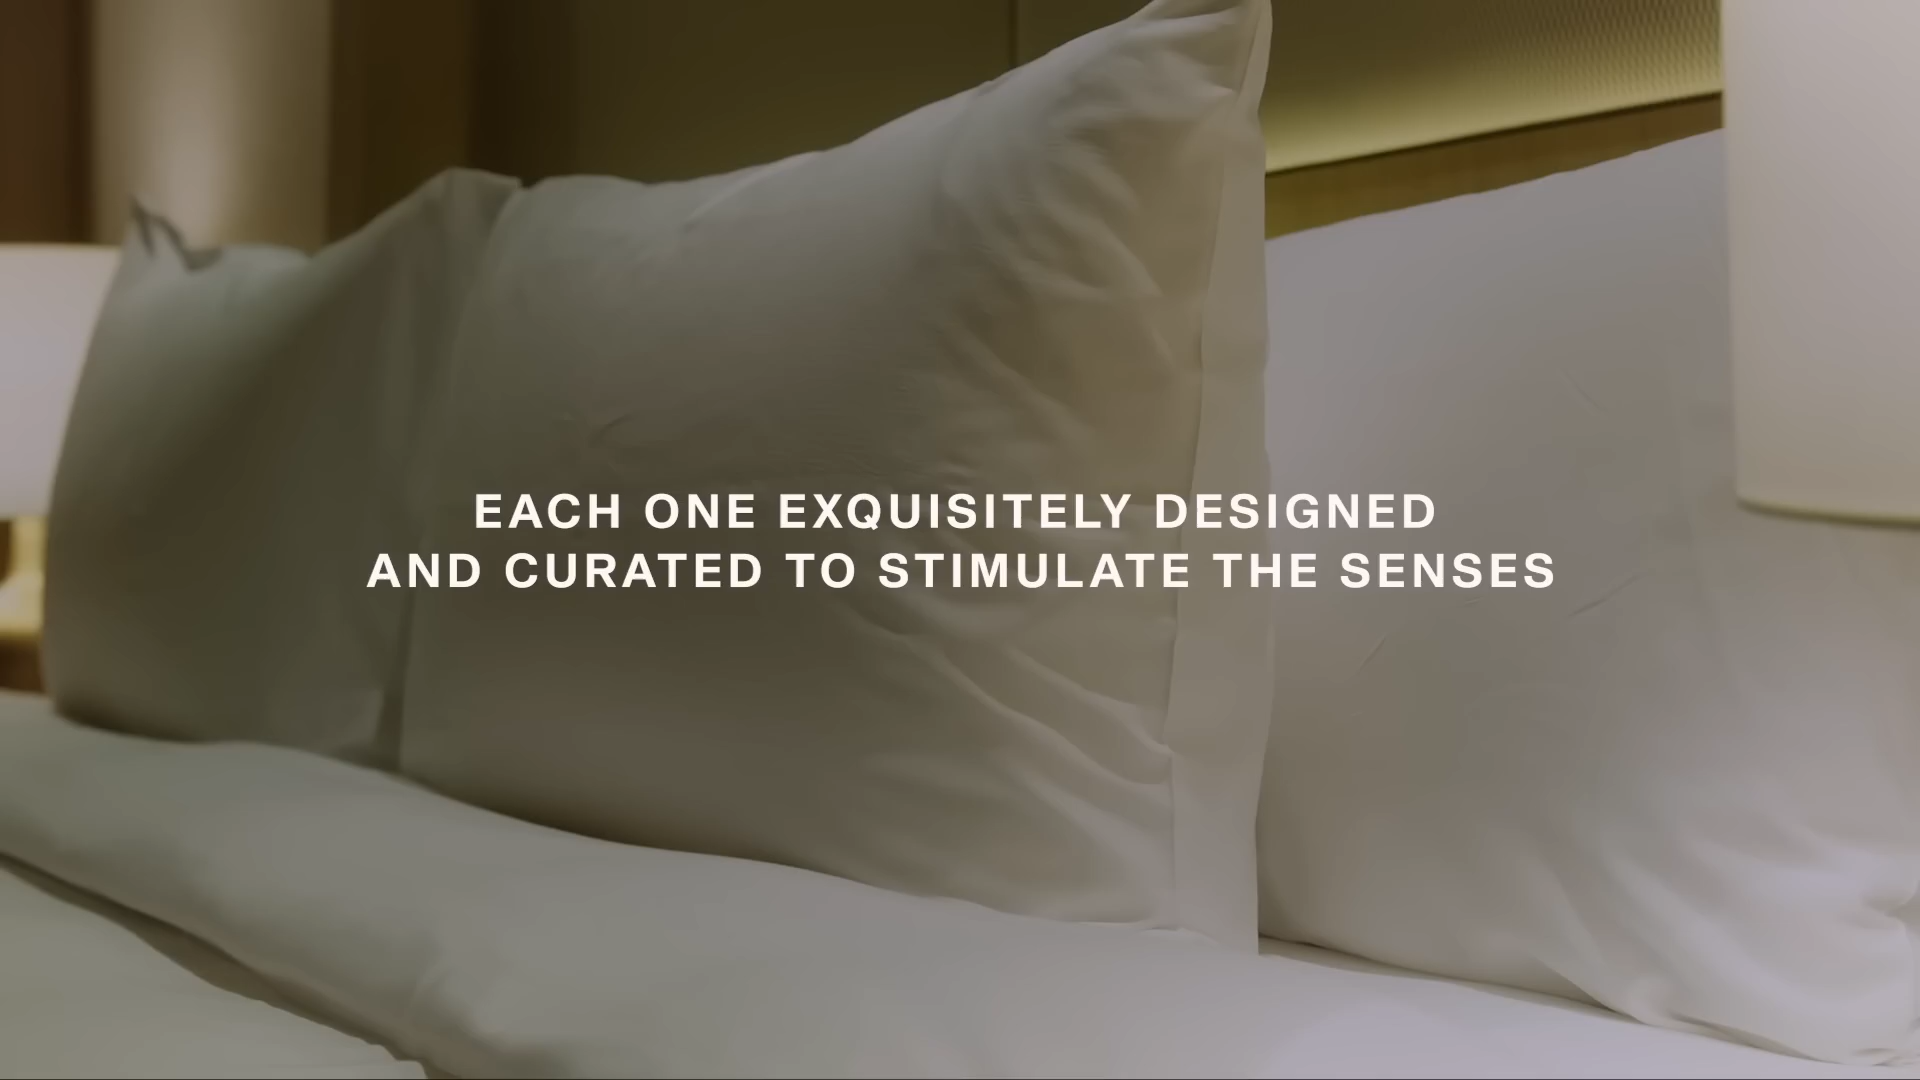 EACH ONE EXQUISITELY DESIGNED
AND CURATED TO STIMULATE THE SENSES